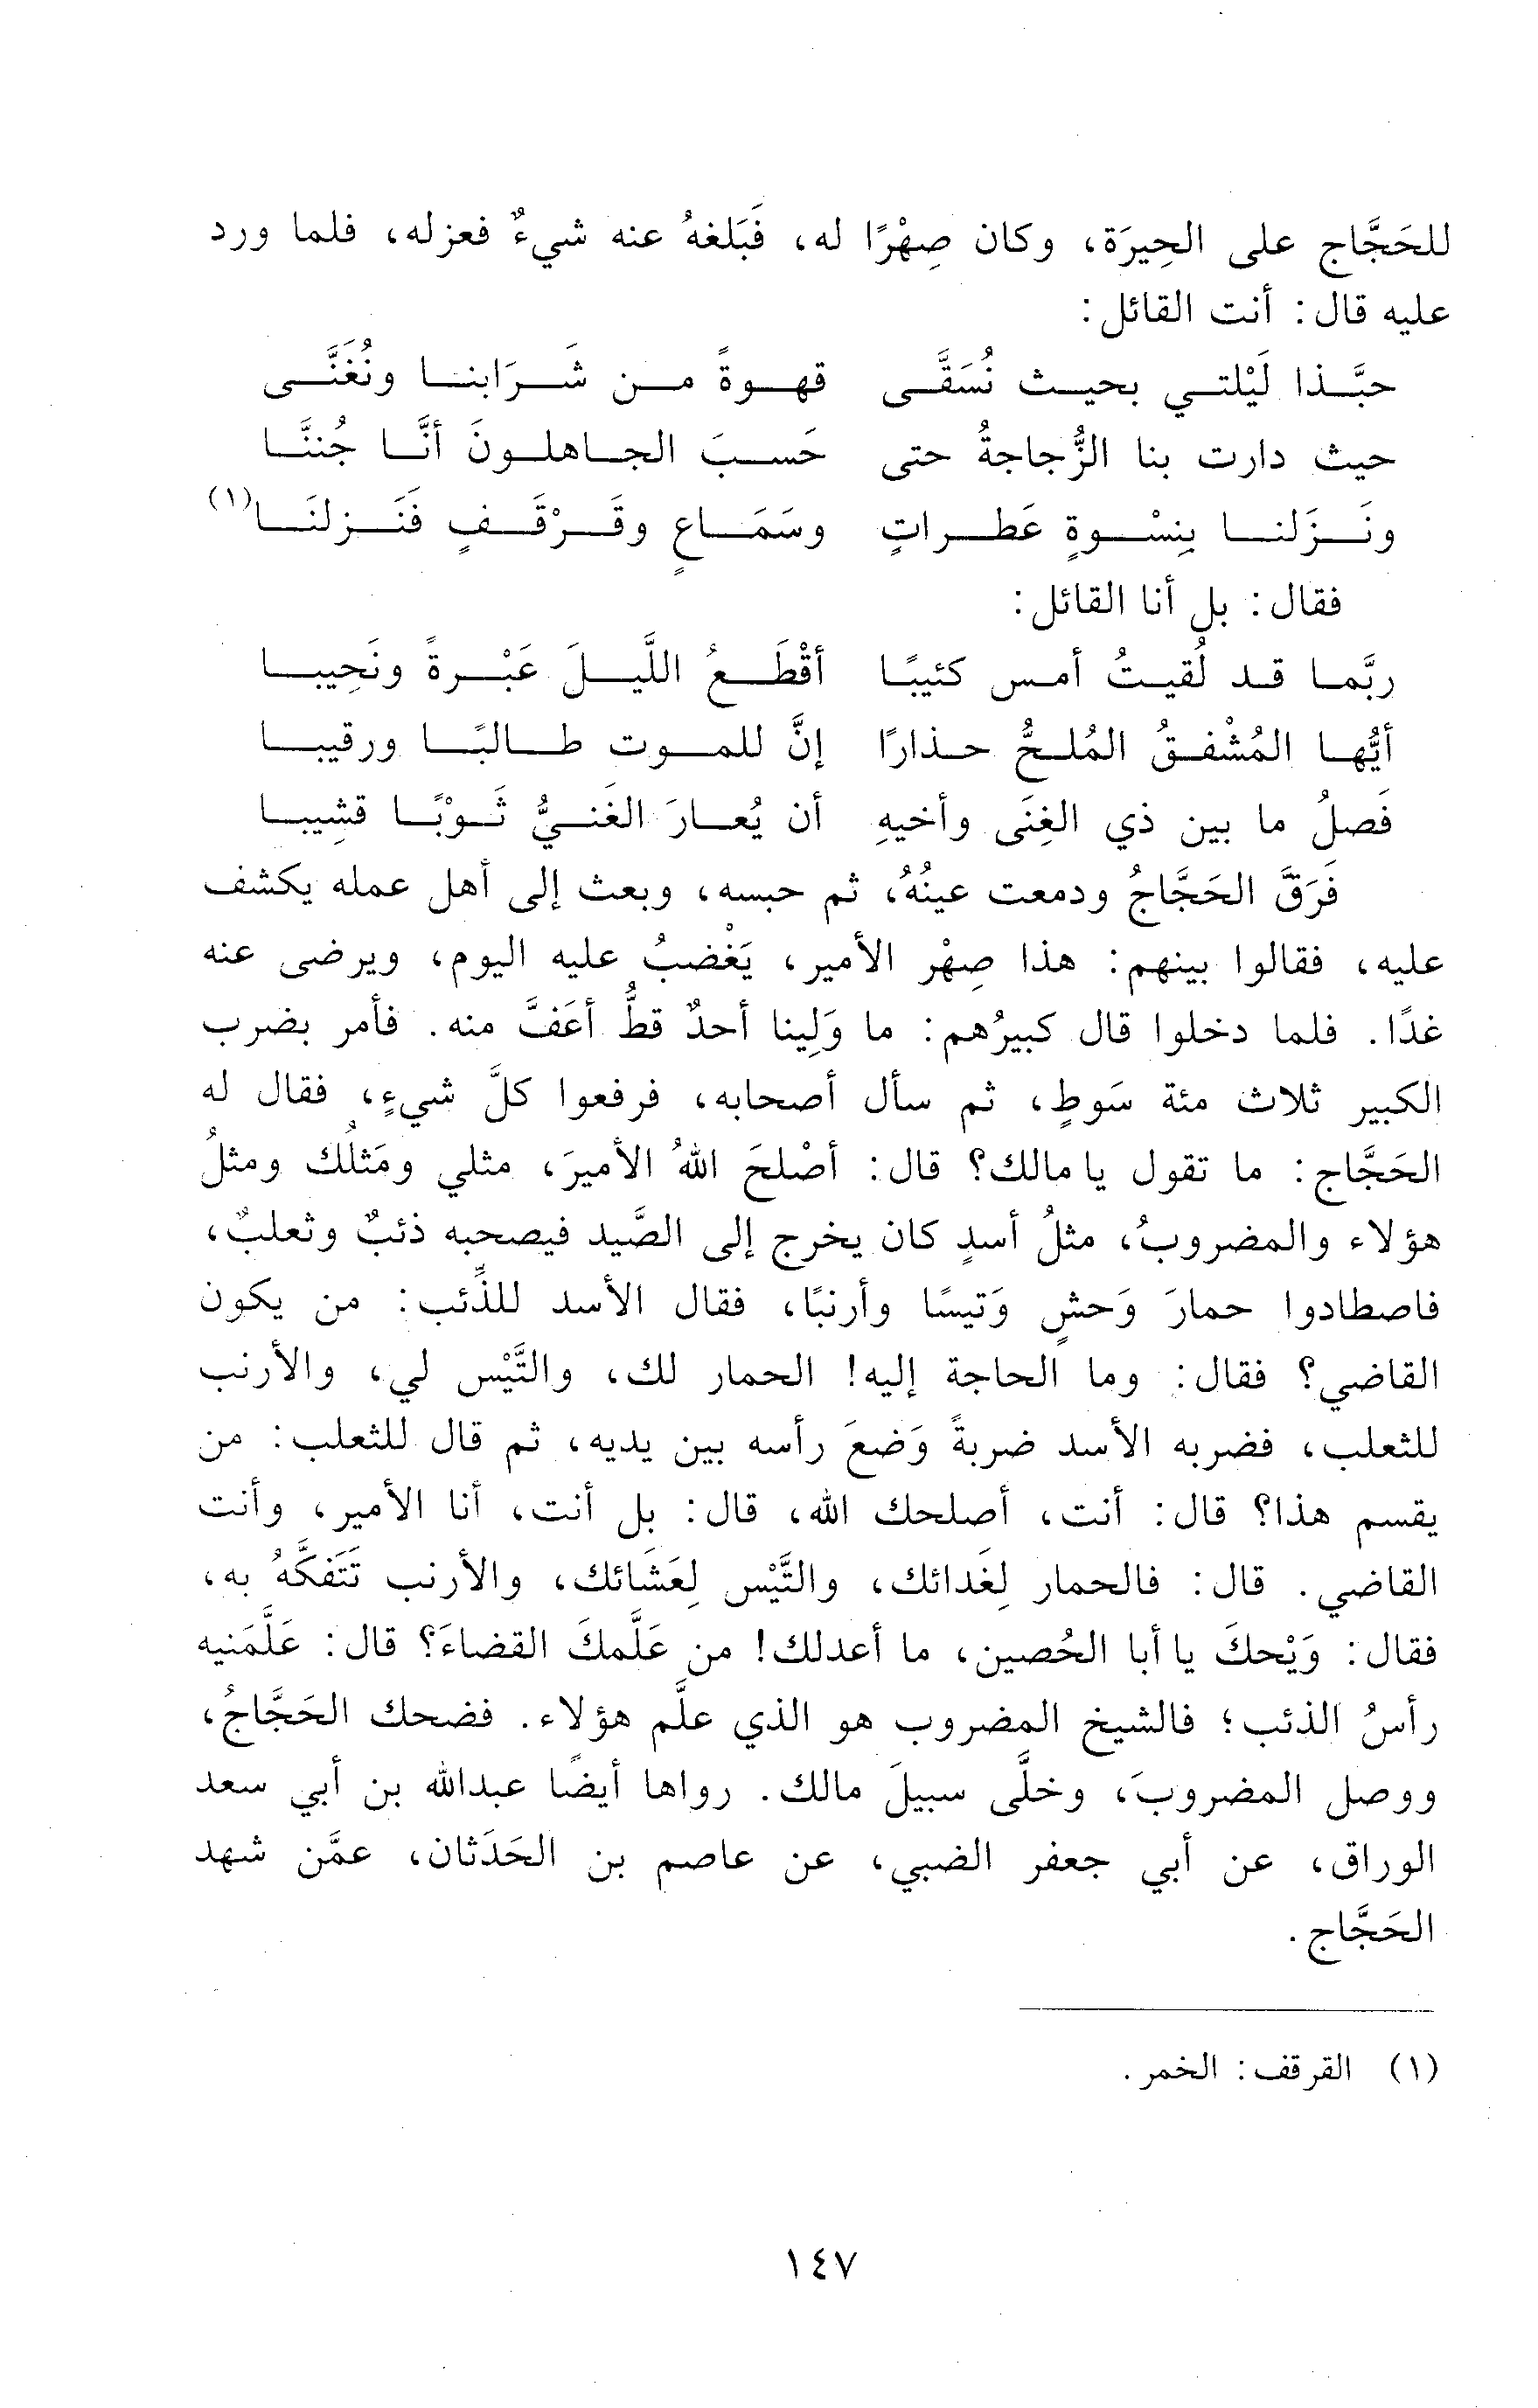 للحَجَّاج على الحِيرَة، وكان صِهْرًا له، فَبَلغهُ عنه شيءٌ فعزله، فلما ورد
عليه قال: أنت القائل:
حبَّذا لَيْلتي بحيث نُسَقَّى قهوةً من شَرَابنا ونُغَنَّى
حيث دارت بنا الزُّجاجةُ حتى حَسبَ الجاهلونَ أنَّا جُننَّا
ونَزَلنا بِنسْوةٍ عَطراتٍ وسَمَاعٍ وقَرْقَفٍ فَنَزلنَا(١)
فقال: بل أنا القائل:
ربَّما قد لُقيتُ أمس كئيبًا أقْطَعُ اللَّيلَ عَبْرةً ونَحِيبا
أيُّها المُشْفقُ المُلحُّ حذارًا إنَّ للموت طالبًا ورقيبا
فَصلُ ما بين ذي الغِنَى وأخيهِ أن يُعارَ الغَنيُّ ثَوْبًا قشِيبا
فَرَقَّ الحَجَّاجُ ودمعت عينُهُ، ثم حبسه، وبعث إلى أهل عمله يكشف
عليه، فقالوا بينهم: هذا صِهْر الأمير، يَغْضبُ عليه اليوم، ويرضى عنه
غدًا. فلما دخلوا قال كبيرُهم: ما وَلِينا أحدٌ قطُّ أعَفَّ منه. فأمر بضرب
الكبير ثلاث مئة سَوطٍ، ثم سأل أصحابه، فرفعوا كلَّ شيءٍ، فقال له
الحَجَّاج: ما تقول يا مالك؟ قال: أصْلحَ اللهُ الأميرَ، مثلي ومَثلُك ومثلُ
هؤلاء والمضروبُ، مثلُ أسدٍ كان يخرج إلى الصَّيد فيصحبه ذئبٌ وثعلبٌ،
فاصطادوا حمارَ وَحشٍ وَتيسًا وأرنبًا، فقال الأسد للذِّئب: من يكون
القاضي؟ فقال: وما الحاجة إليه! الحمار لك، والتَّيْس لي، والأرنب
للثعلب، فضربه الأسد ضربةً وَضعَ رأسه بين يديه، ثم قال للثعلب: من
يقسم هذا؟ قال: أنت، أصلحك الله، قال: بل أنت، أنا الأمير، وأنت
القاضي. قال: فالحمار لِغَدائك، والتَّيْس لِعَشَائك، والأرنب تَتَفكَّهُ به،
فقال: وَيْحكَ يا أبا الحُصين، ما أعدلك! من عَلَّمكَ القضاءَ؟ قال: عَلَّمَنيه
رأسُ الذئب؛ فالشيخ المضروب هو الذي علَّم هؤلاء. فضحك الحَجَّاجُ،
ووصل المضروبَ، وخلَّى سبيلَ مالك. رواها أيضًا عبدالله بن أبي سعد
الوراق، عن أبي جعفر الضبي، عن عاصم بن الحَدَثان، عمَّن شهد
الحَجَّاج.
(١) القرقف: الخمر.
١٤٧